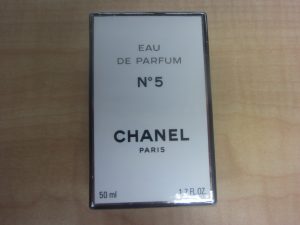 EAU
DE PARFUM
N°5
CHANEL
PARIS
50 ml 1.7 FL. OZ.